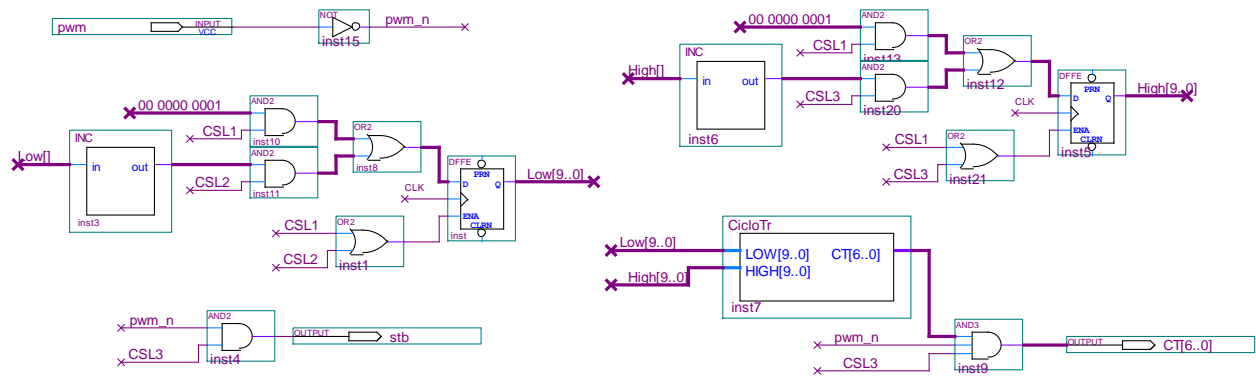 pwm
INPUT
VCC
NOT
inst15
pwm_n
00 0000 0001
CSL1
AND2
inst10
INC
Low[]
in
out
inst3
CSL2
AND2
inst11
OR2
inst8
CLK
DFFE
PRN
D
Q
ENA
CLRN
inst
Low[9..0]
CSL1
CSL2
OR2
inst1
pwm_n
CSL3
AND2
inst4
OUTPUT
stb
00 0000 0001
CSL1
AND2
inst13
INC
High[]
in
out
inst6
CSL3
AND2
inst20
OR2
inst12
CLK
DFFE
PRN
D
Q
ENA
CLRN
inst5
High[9..0]
CSL1
CSL3
OR2
inst21
CicloTr
Low[9..0]
High[9..0]
LOW[9..0]
CT[6..0]
HIGH[9..0]
inst7
pwm_n
CSL3
AND3
inst9
OUTPUT
CT[6..0]